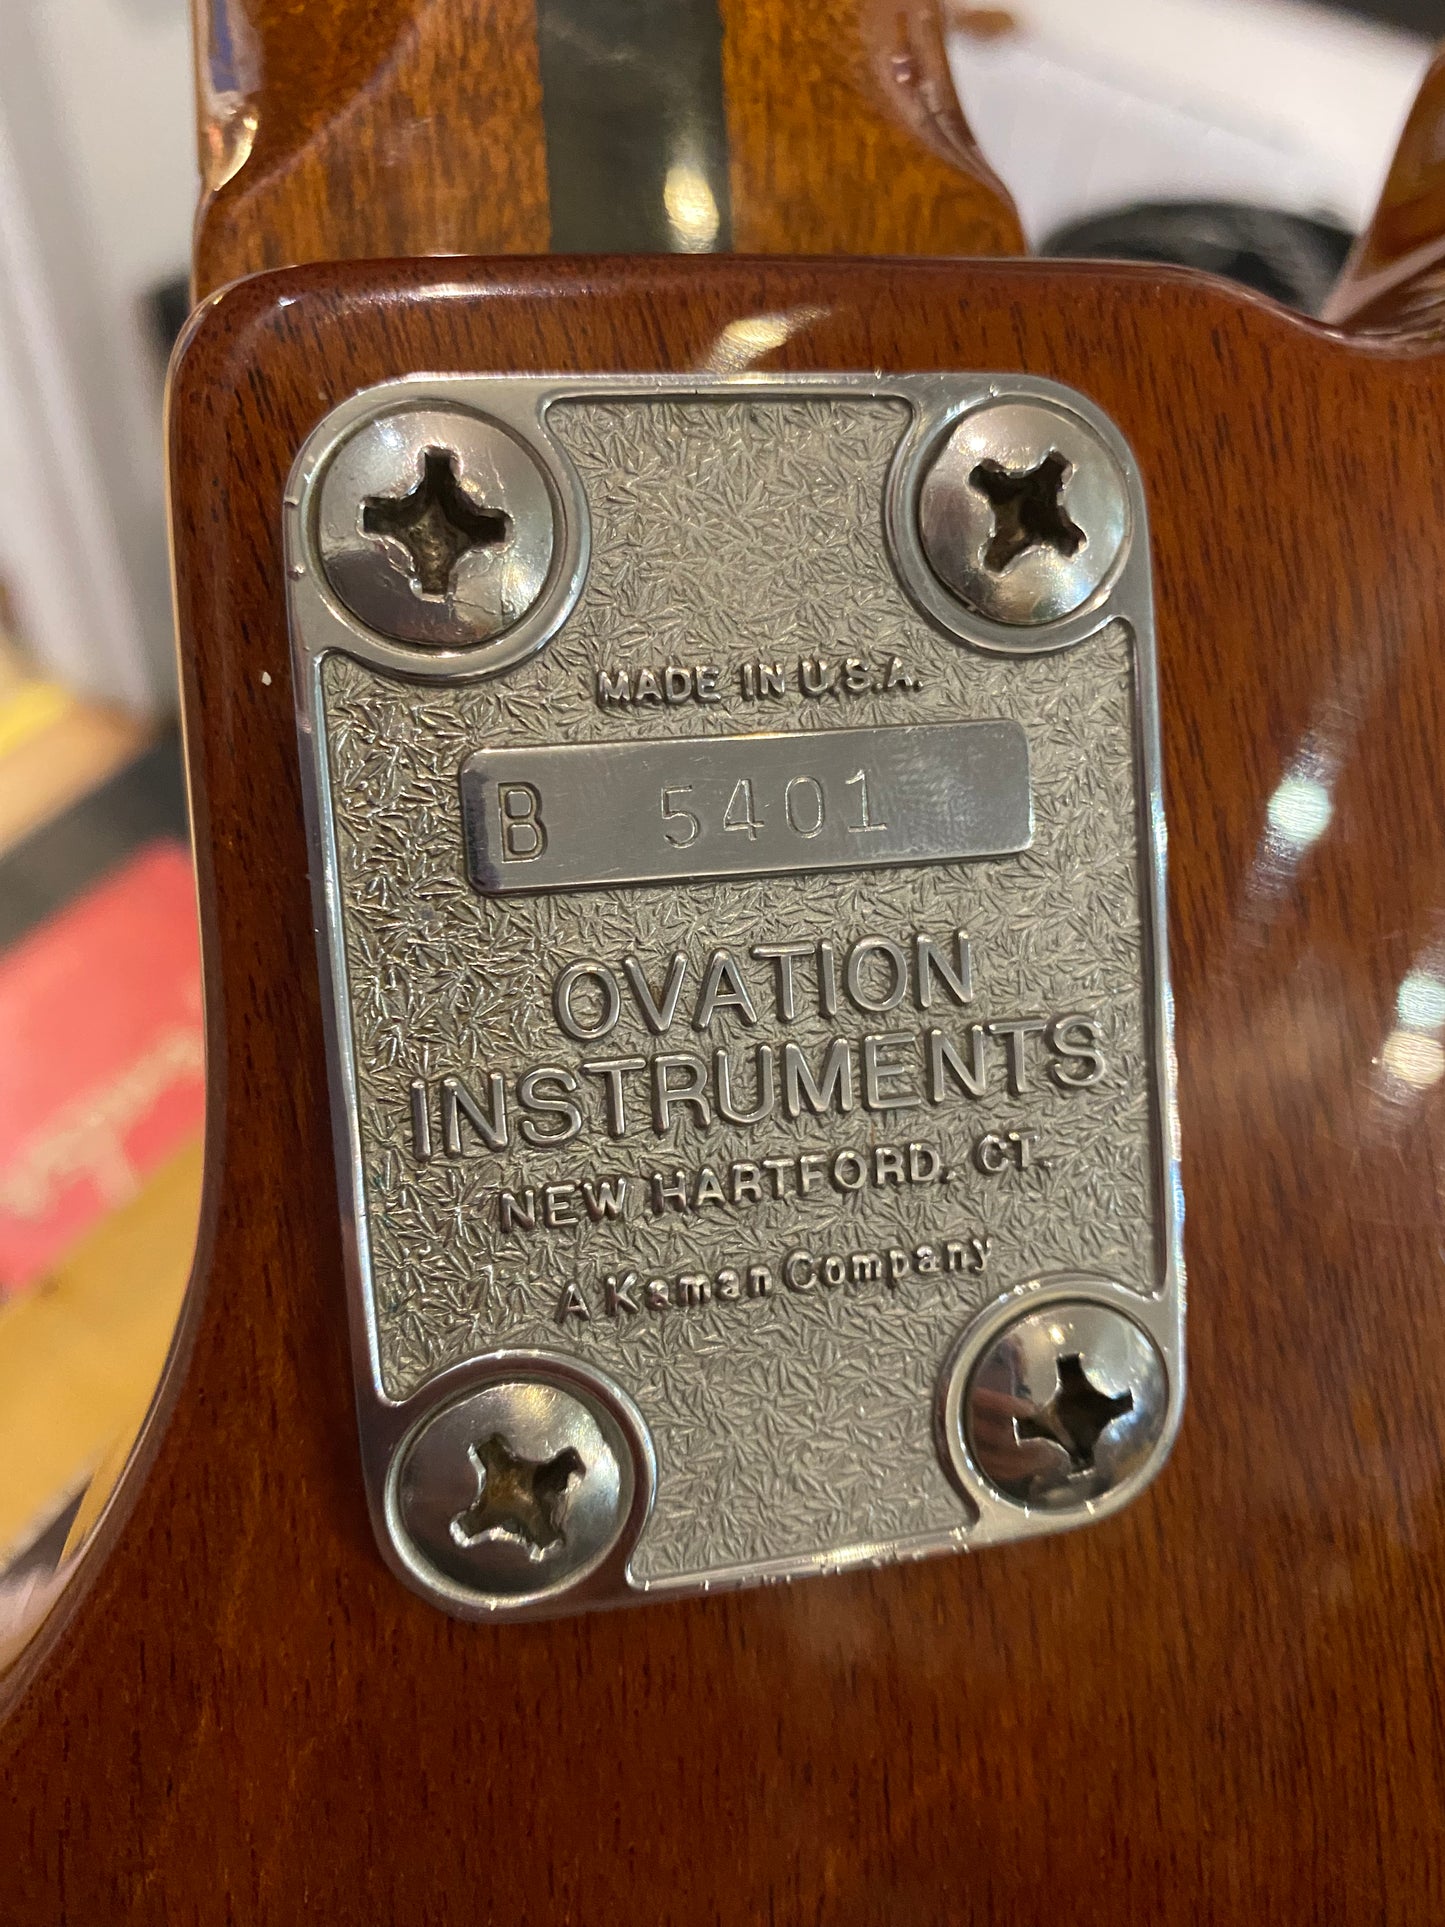 MADE IN U.S.A.
B 5401
OVATION
INSTRUMENTS
NEW HARTFORD, CT.
A Kaman Company